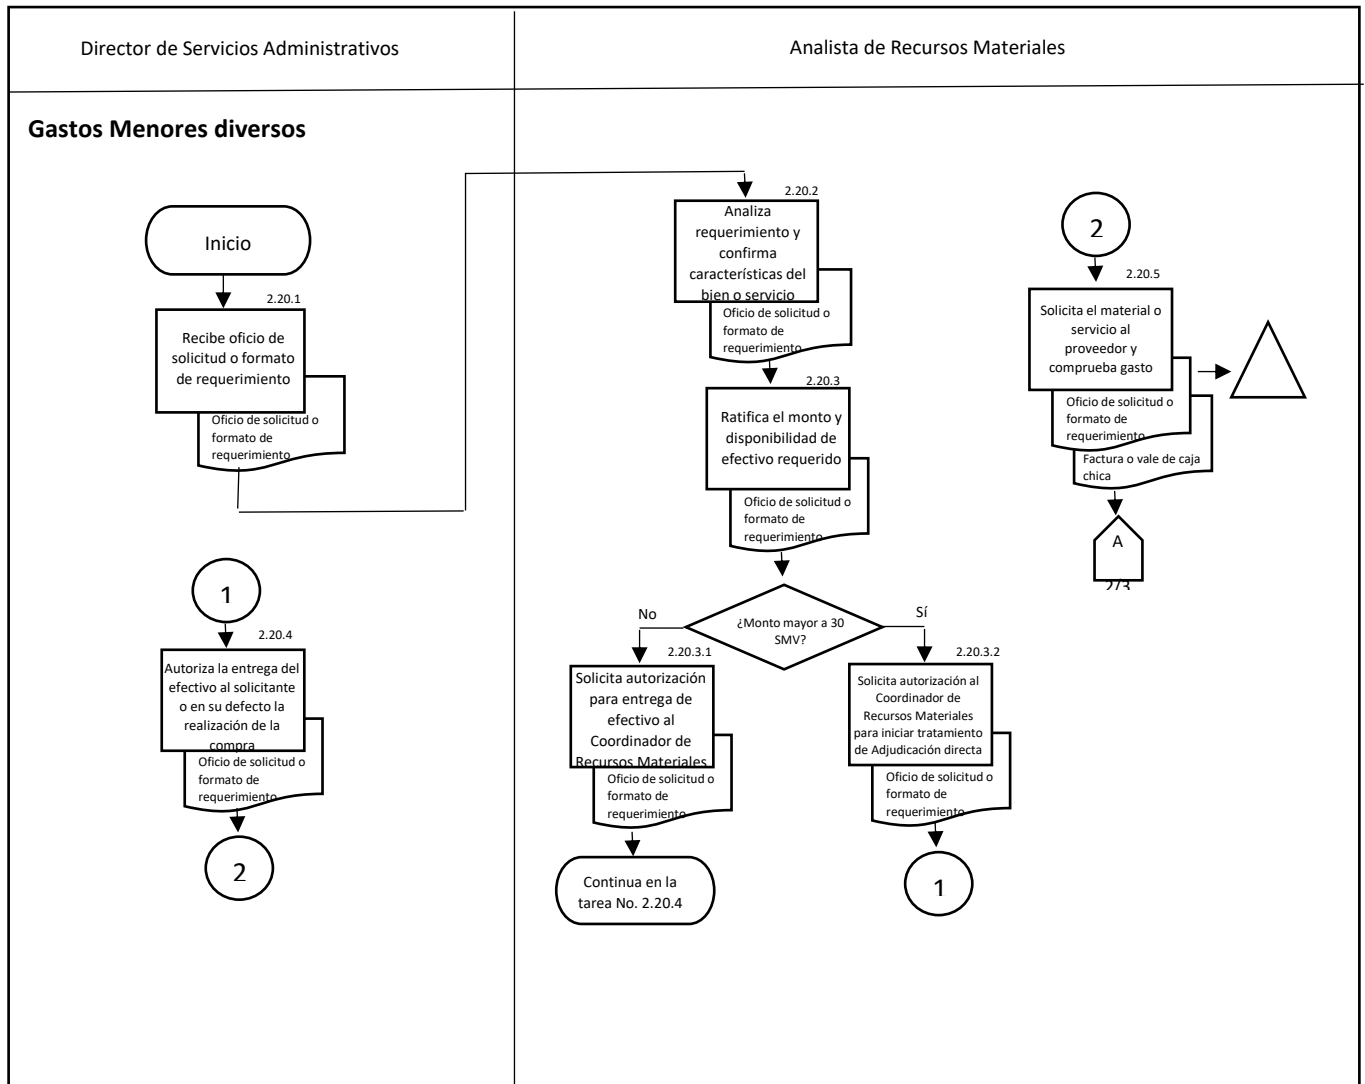 Director de Servicios Administrativos
Analista de Recursos Materiales
Gastos Menores diversos
Inicio
2.20.1
Recibe oficio de
solicitud o formato
de requerimiento
Oficio de solicitud o
formato de
requerimiento
1
2.20.4
Autoriza la entrega del
efectivo al solicitante
o en su defecto la
realización de la
compra
Oficio de solicitud o
formato de
requerimiento
2
2.20.2
Analiza
requerimiento y
confirma
características del
bien o servicio
Oficio de solicitud o
formato de
requerimiento
2.20.3
Ratifica el monto y
disponibilidad de
efectivo requerido
Oficio de solicitud o
formato de
requerimiento
¿Monto mayor a 30
SMV?
No
Sí
2.20.3.1
Solicita autorización
para entrega de
efectivo al
Coordinador de
Recursos Materiales
Oficio de solicitud o
formato de
requerimiento
Continua en la
tarea No. 2.20.4
2.20.3.2
Solicita autorización al
Coordinador de
Recursos Materiales
para iniciar tratamiento
de Adjudicación directa
Oficio de solicitud o
formato de
requerimiento
1
2
2.20.5
Solicita el material o
servicio al
proveedor y
comprueba gasto
Oficio de solicitud o
formato de
requerimiento
Factura o vale de caja
chica
A
2/3